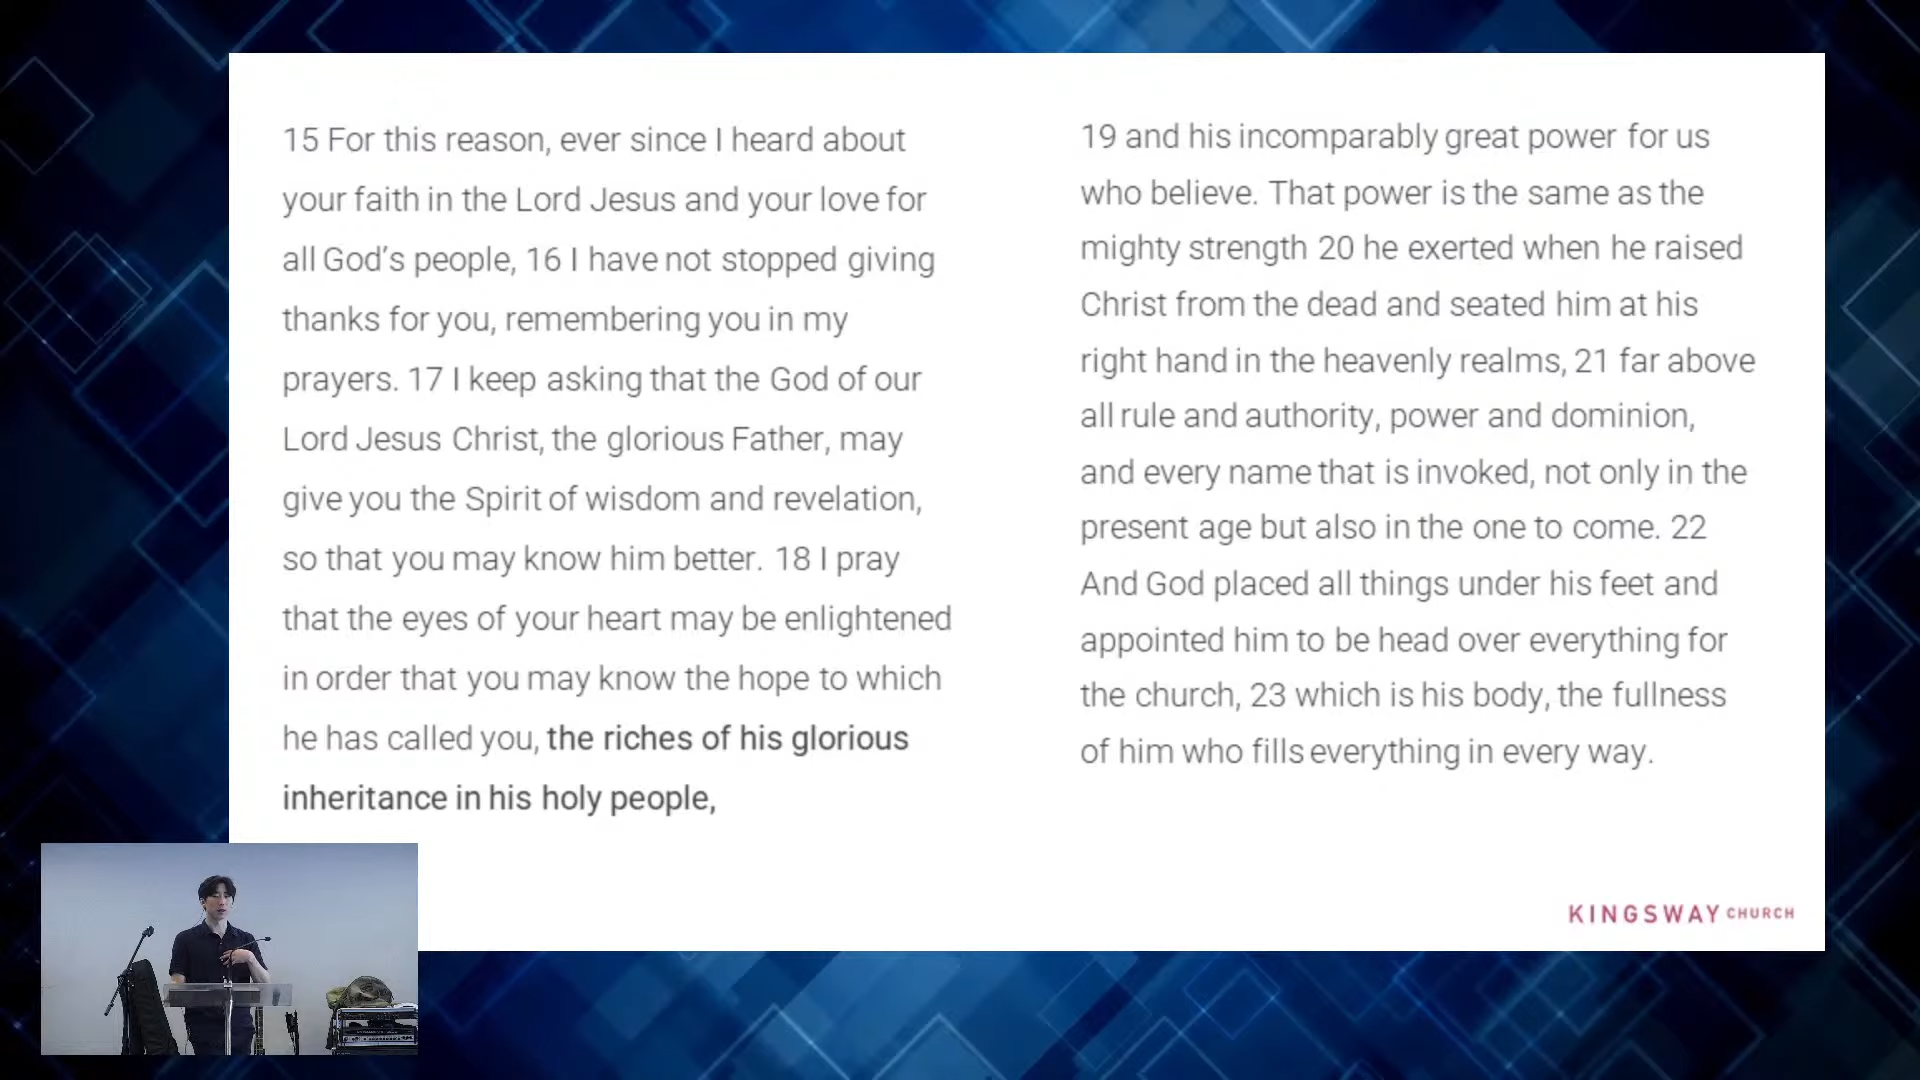 15 For this reason, ever since I heard about
your faith in the Lord Jesus and your love for
all God’s people, 16 I have not stopped giving
thanks for you, remembering you in my
prayers. 17 I keep asking that the God of our
Lord Jesus Christ, the glorious Father, may
give you the Spirit of wisdom and revelation,
so that you may know him better. 18 I pray
that the eyes of your heart may be enlightened
in order that you may know the hope to which
he has called you, the riches of his glorious
inheritance in his holy people,
19 and his incomparably great power for us
who believe. That power is the same as the
mighty strength 20 he exerted when he raised
Christ from the dead and seated him at his
right hand in the heavenly realms, 21 far above
all rule and authority, power and dominion,
and every name that is invoked, not only in the
present age but also in the one to come. 22
And God placed all things under his feet and
appointed him to be head over everything for
the church, 23 which is his body, the fullness
of him who fills everything in every way.
KINGSWAY CHURCH